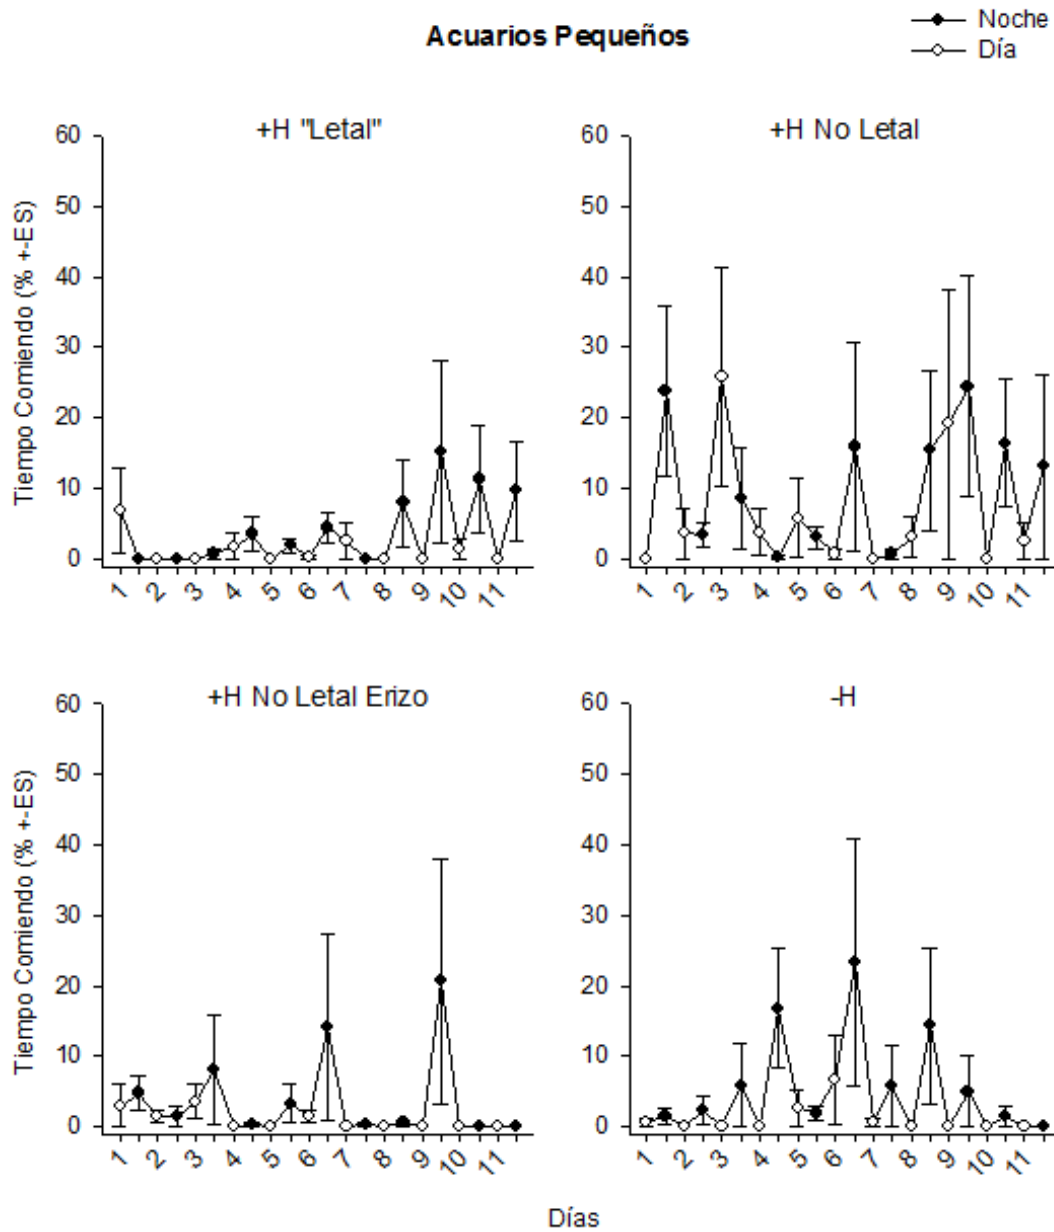 Acuarios Pequeños
Noche
Día
+H "Letal"
+H No Letal
Tiempo Comiendo (% +-ES)
60
50
40
30
20
10
0
1 2 3 4 5 6 7 8 9 10 11
60
50
40
30
20
10
0
1 2 3 4 5 6 7 8 9 10 11
+H No Letal Erizo
-H
Tiempo Comiendo (% +-ES)
60
50
40
30
20
10
0
1 2 3 4 5 6 7 8 9 10 11
60
50
40
30
20
10
0
1 2 3 4 5 6 7 8 9 10 11
Días